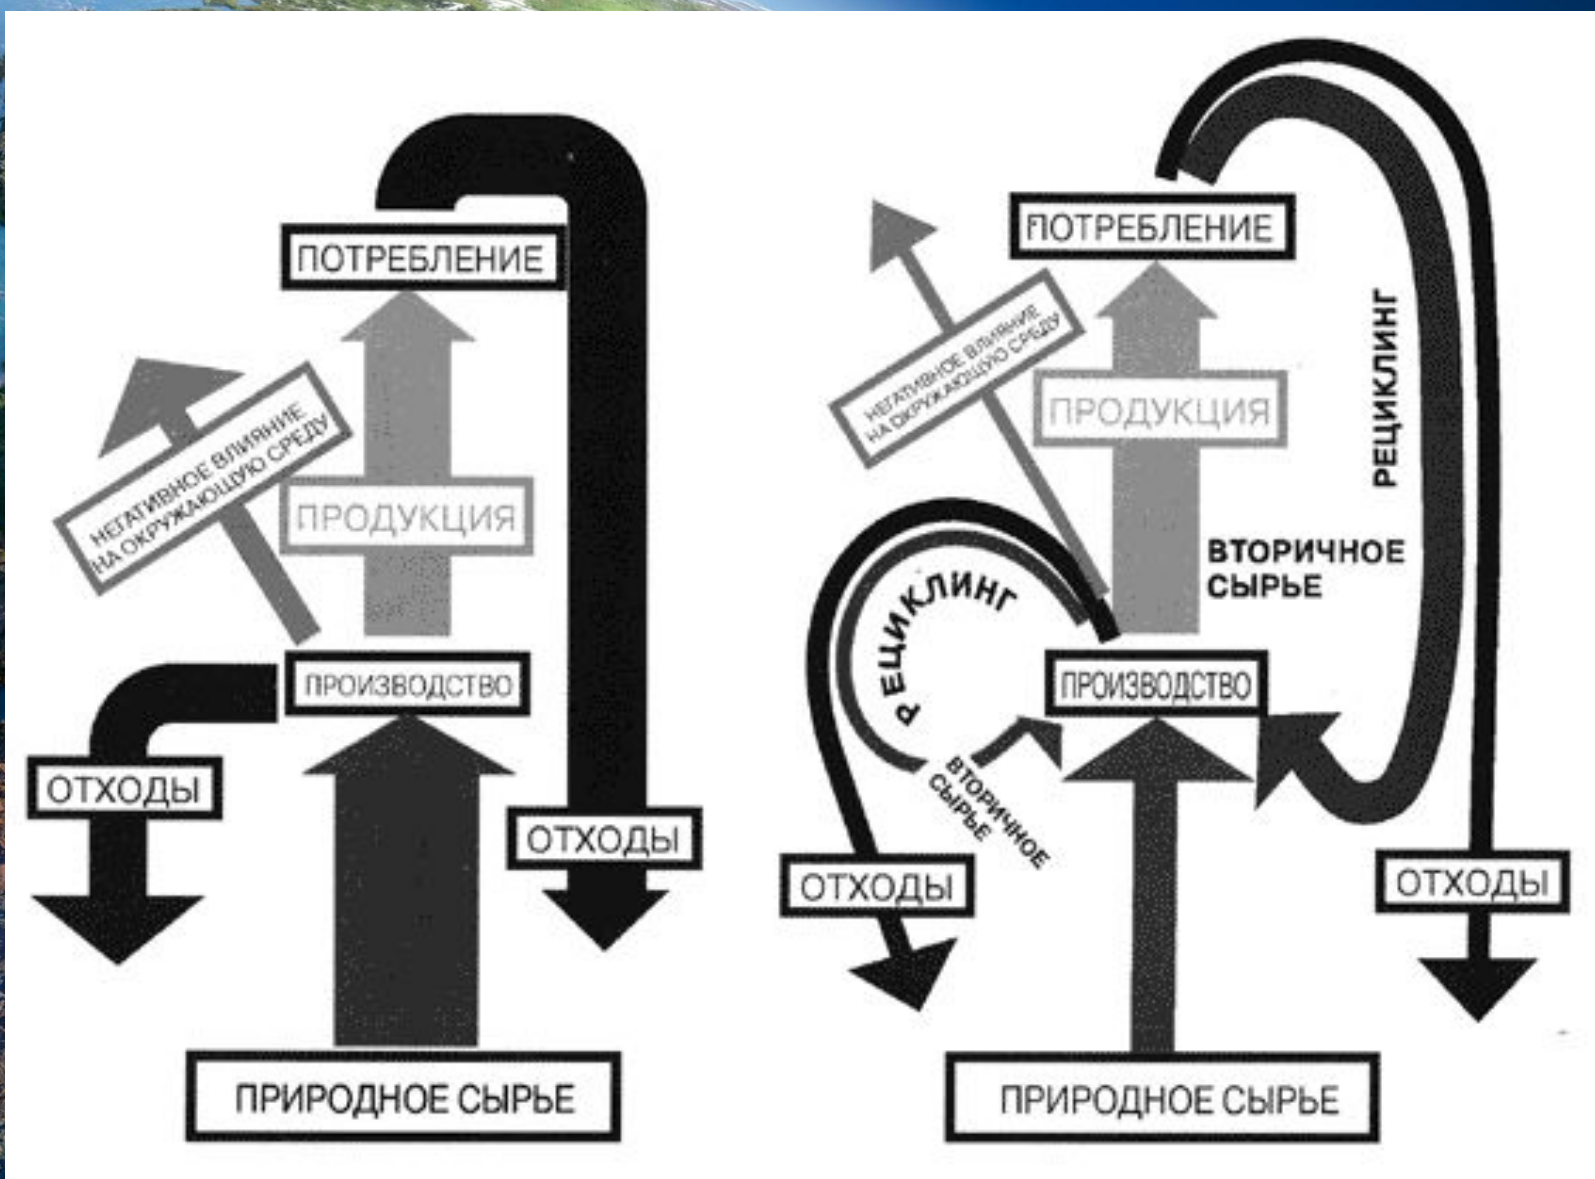 ПОТРЕБЛЕНИЕ
НЕГАТИВНОЕ ВЛИЯНИЕ
НА ОКРУЖАЮЩУЮ СРЕДУ
ПРОДУКЦИЯ
ПРОИЗВОДСТВО
ОТХОДЫ
ОТХОДЫ
ПРИРОДНОЕ СЫРЬЕ
ПОТРЕБЛЕНИЕ
НЕГАТИВНОЕ ВЛИЯНИЕ
НА ОКРУЖАЮЩУЮ СРЕДУ
ПРОДУКЦИЯ
РЕЦИКЛИНГ
ВТОРИЧНОЕ
СЫРЬЕ
РЕЦИКЛИНГ
ПРОИЗВОДСТВО
ВТОРИЧНОЕ
СЫРЬЕ
ОТХОДЫ
ОТХОДЫ
ПРИРОДНОЕ СЫРЬЕ